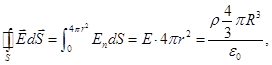 ∯_S E⃗dS⃗ = ∫_0^{4πr²} E_n dS = E · 4πr² = (ρ (4/3) πR³)/ε₀,